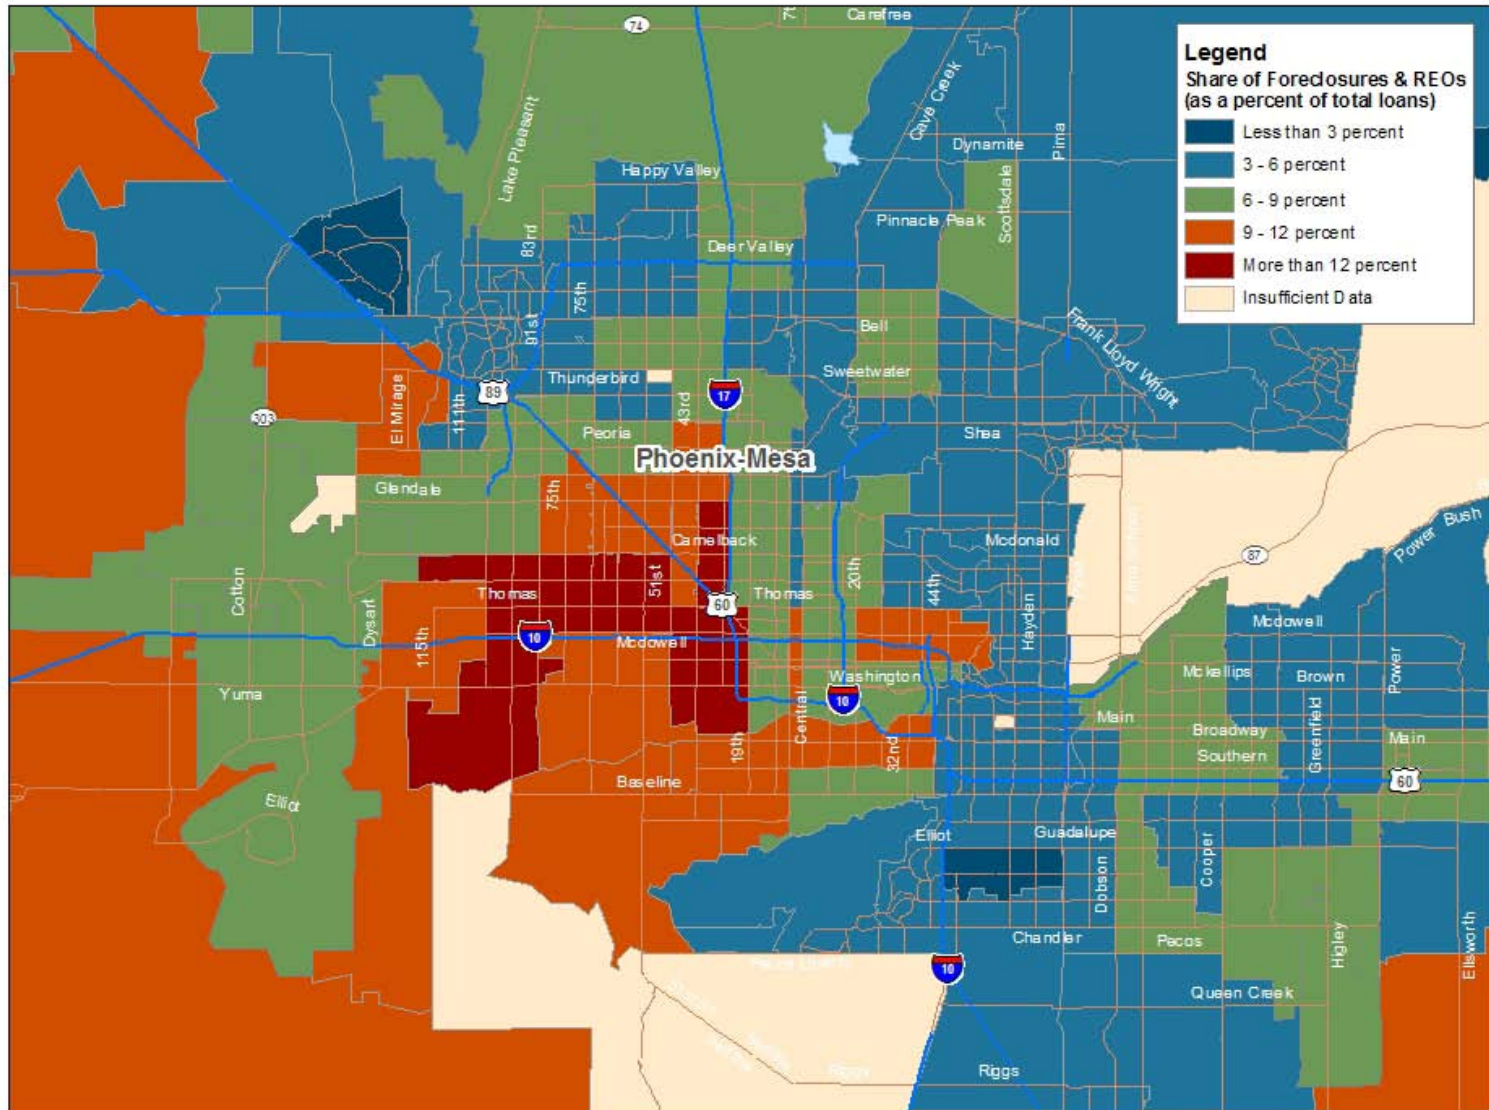 74
7t
Carefree
Legend
Share of Foreclosures & REOs
(as a percent of total loans)
Less than 3 percent
3 - 6 percent
6 - 9 percent
9 - 12 percent
More than 12 percent
Insufficient Data
Lake Pleasant
Cave Creek
Dynamite
Pima
Happy Valley
Pinnacle Peak
Scottsdale
83rd
Deer Valley
75th
91st
Bell
Frank Lloyd Wright
Thunderbird
Sweetwater
89
17
303
El Mirage
111th
43rd
Peoria
Shea
Phoenix-Mesa
Glendale
75th
Camelback
Mcdonald
Power
Bush
87
51st
20th
44th
Cotton
Thomas
60
Thomas
Hayden
Dysart
115th
10
Mcdowell
Mcdowell
Washington
Mckellips
Brown
Power
Yuma
10
Central
Main
Broadway
Greenfield
Main
19th
32nd
Southern
Baseline
60
Elliot
Elliot
Guadalupe
Cooper
Dobson
Chandler
Pecos
Higley
Ellsworth
10
Queen Creek
Riggs
Riggs